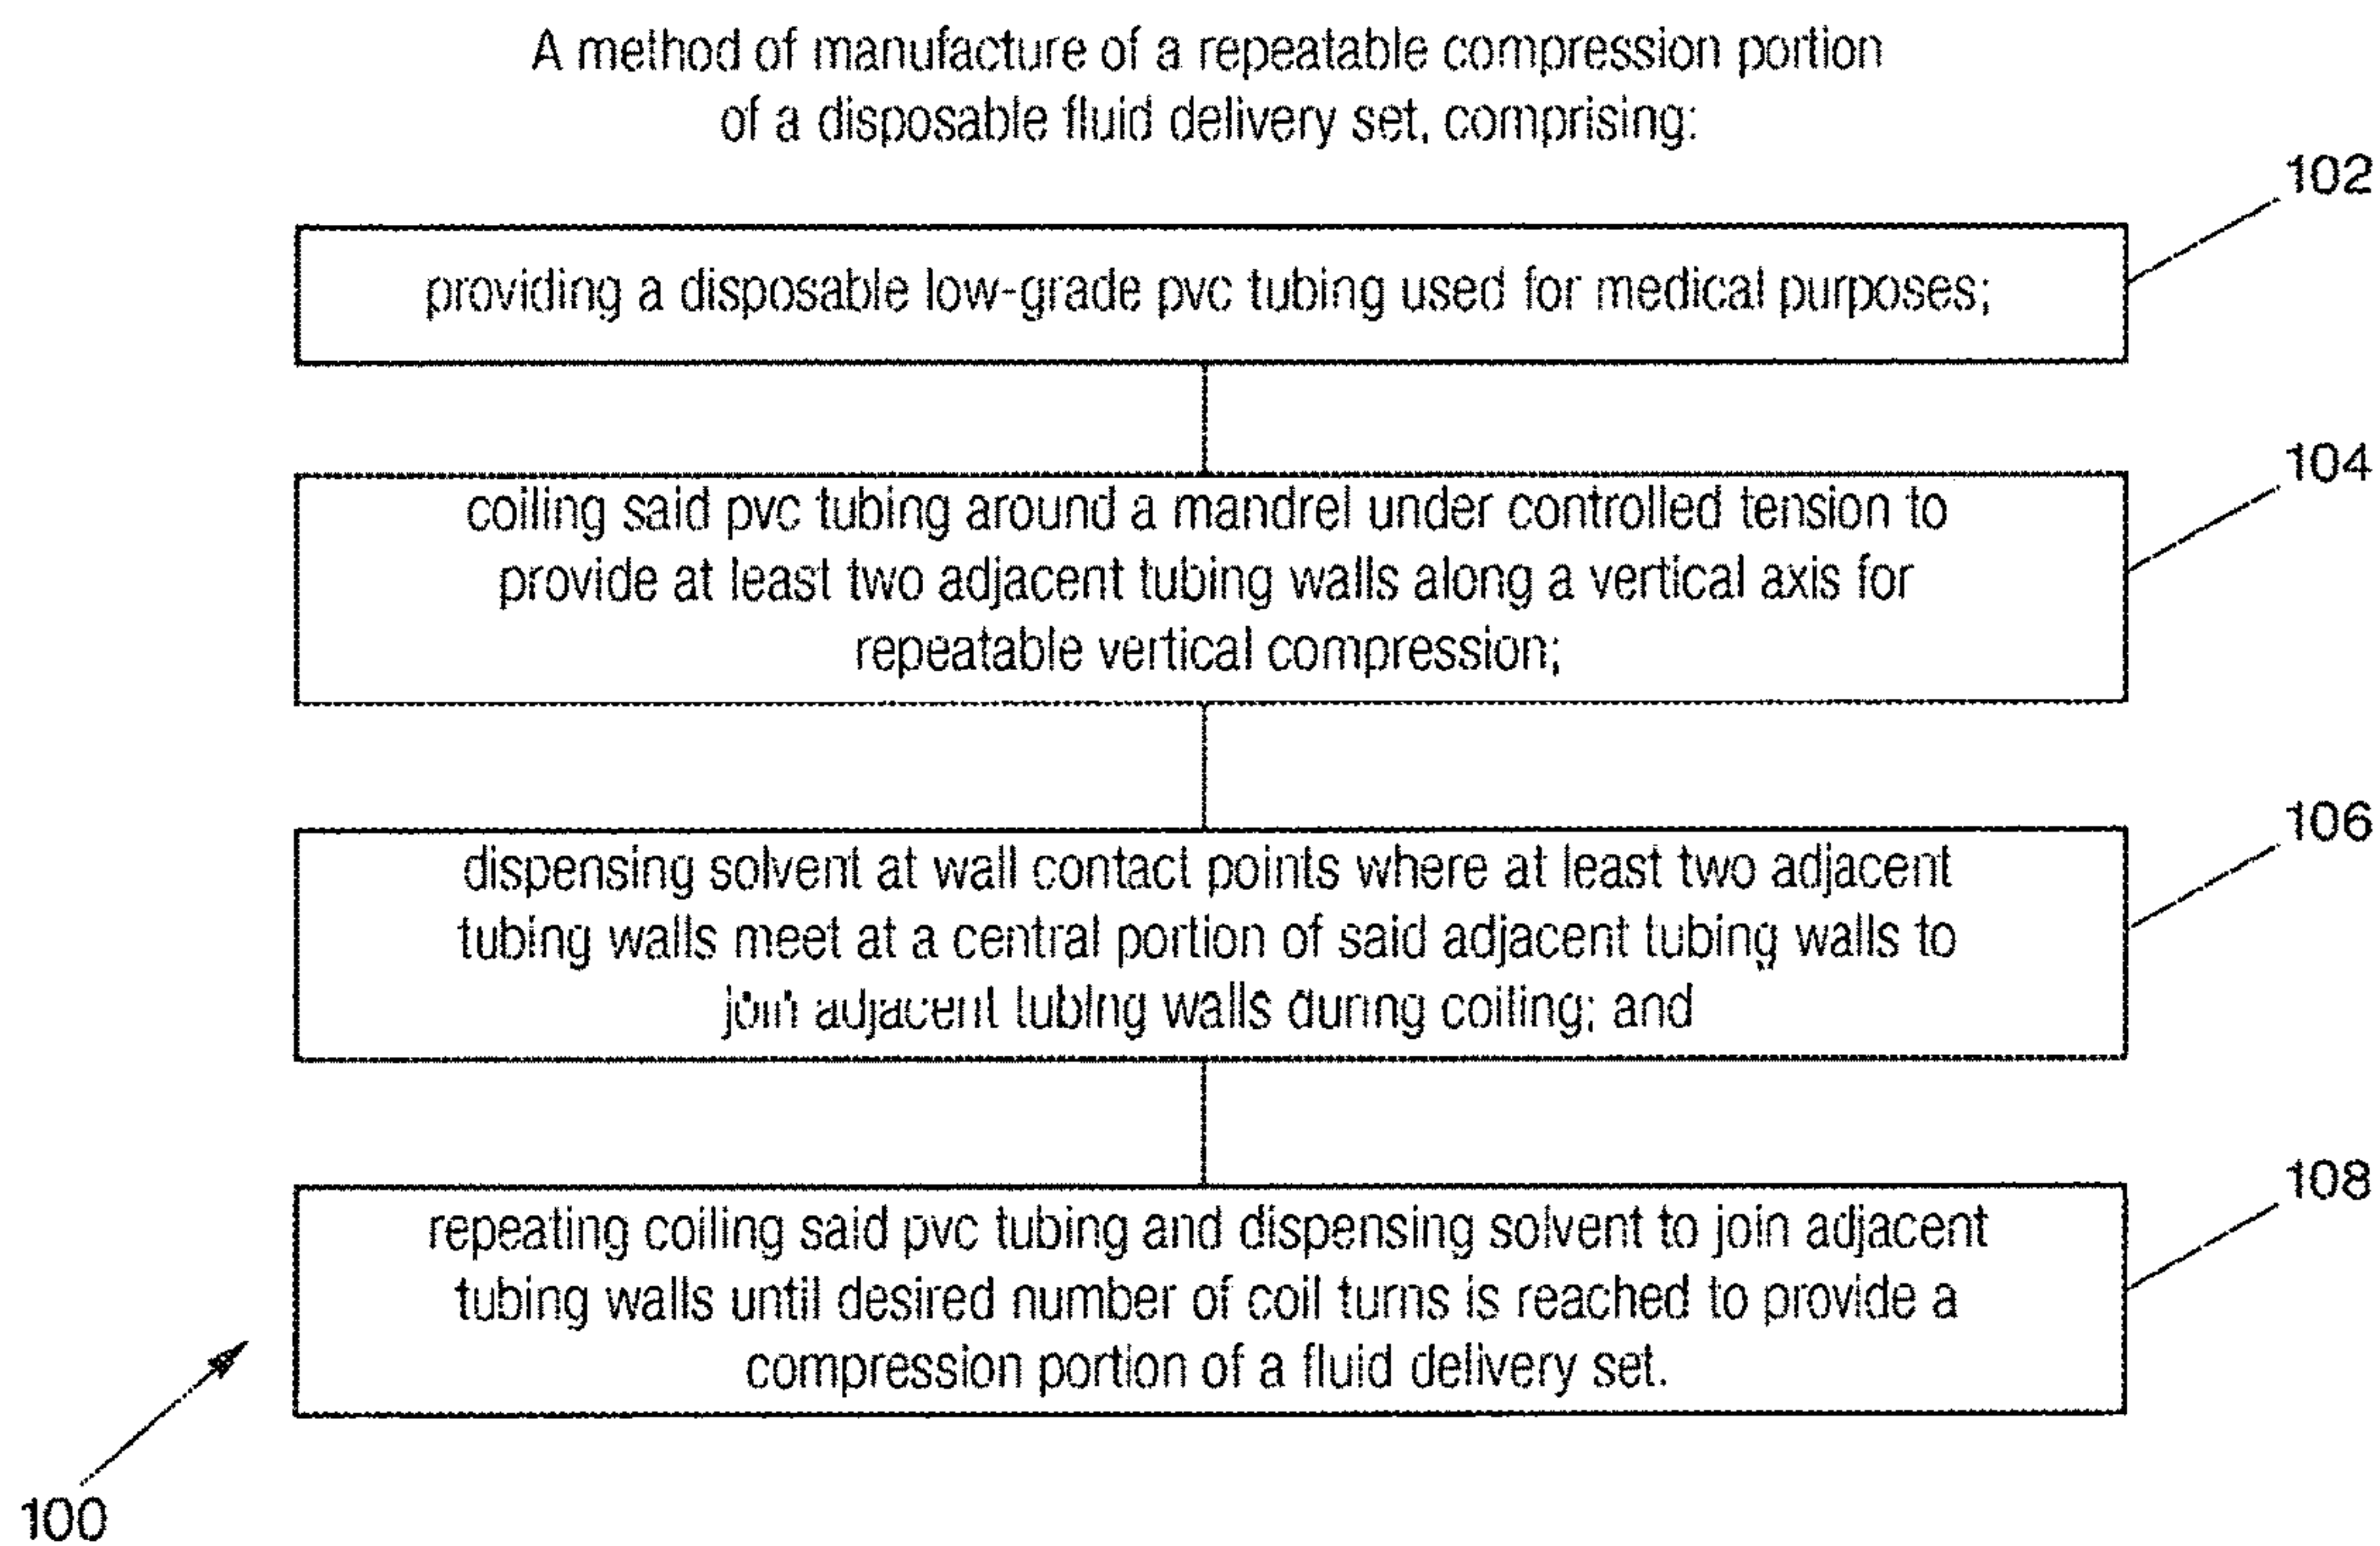 A method of manufacture of a repeatable compression portion
of a disposable fluid delivery set, comprising:
102
providing a disposable low-grade pvc tubing used for medical purposes;
104
coiling said pvc tubing around a mandrel under controlled tension to
provide at least two adjacent tubing walls along a vertical axis for
repeatable vertical compression;
106
dispensing solvent at wall contact points where at least two adjacent
tubing walls meet at a central portion of said adjacent tubing walls to
join adjacent tubing walls during coiling; and
108
repeating coiling said pvc tubing and dispensing solvent to join adjacent
tubing walls until desired number of coil turns is reached to provide a
compression portion of a fluid delivery set.
100